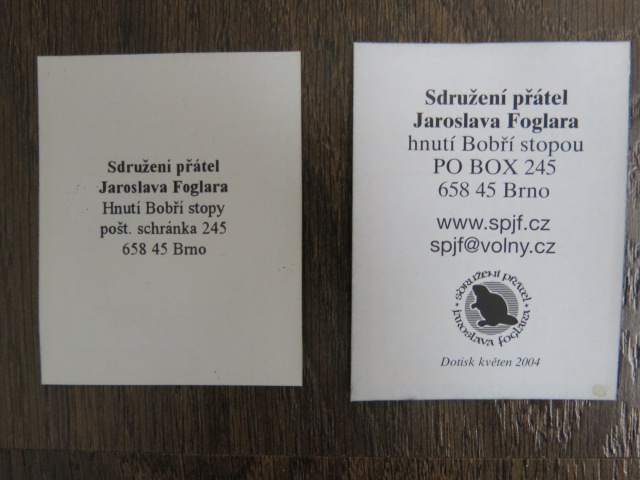 Sdružení přátel
Jaroslava Foglara
Hnutí Bobří stopy
pošt. schránka 245
658 45 Brno
Sdružení přátel
Jaroslava Foglara
hnutí Bobří stopou
PO BOX 245
658 45 Brno
www.spjf.cz
spjf@volny.cz
SDRUŽENÍ PŘÁTEL
JAROSLAVA FOGLARA
Dotisk květen 2004